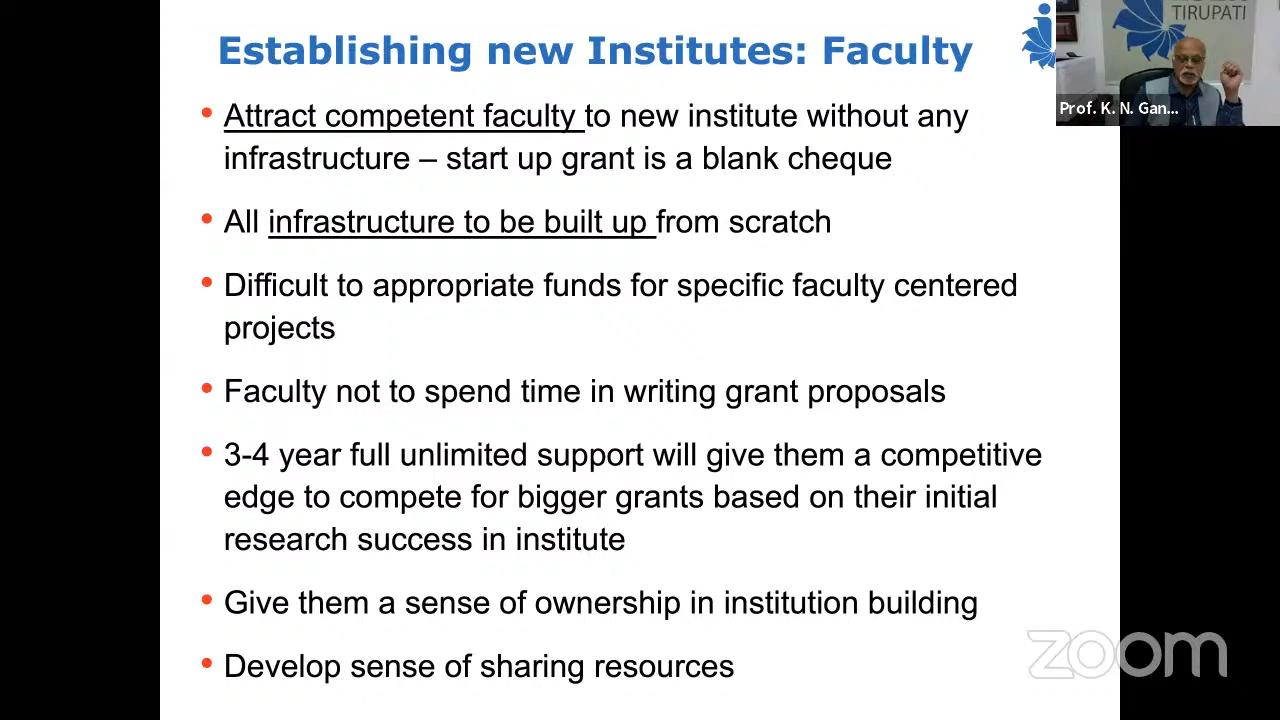 Establishing new Institutes: Faculty
TIRUPATI
Prof. K. N. Gan...
• Attract competent faculty to new institute without any
infrastructure – start up grant is a blank cheque
• All infrastructure to be built up from scratch
• Difficult to appropriate funds for specific faculty centered
projects
• Faculty not to spend time in writing grant proposals
• 3-4 year full unlimited support will give them a competitive
edge to compete for bigger grants based on their initial
research success in institute
• Give them a sense of ownership in institution building
• Develop sense of sharing resources
zoom